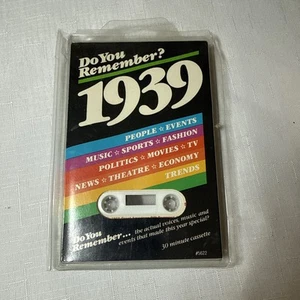 Do You
Remember?
1939
PEOPLE ☆ EVENTS
MUSIC ☆ SPORTS ☆ FASHION
POLITICS ☆ MOVIES ☆ TV
NEWS ☆ THEATRE ☆ ECONOMY
TRENDS
Do You
Remember... the actual voices, music and
events that made this year special?
30 minute cassette